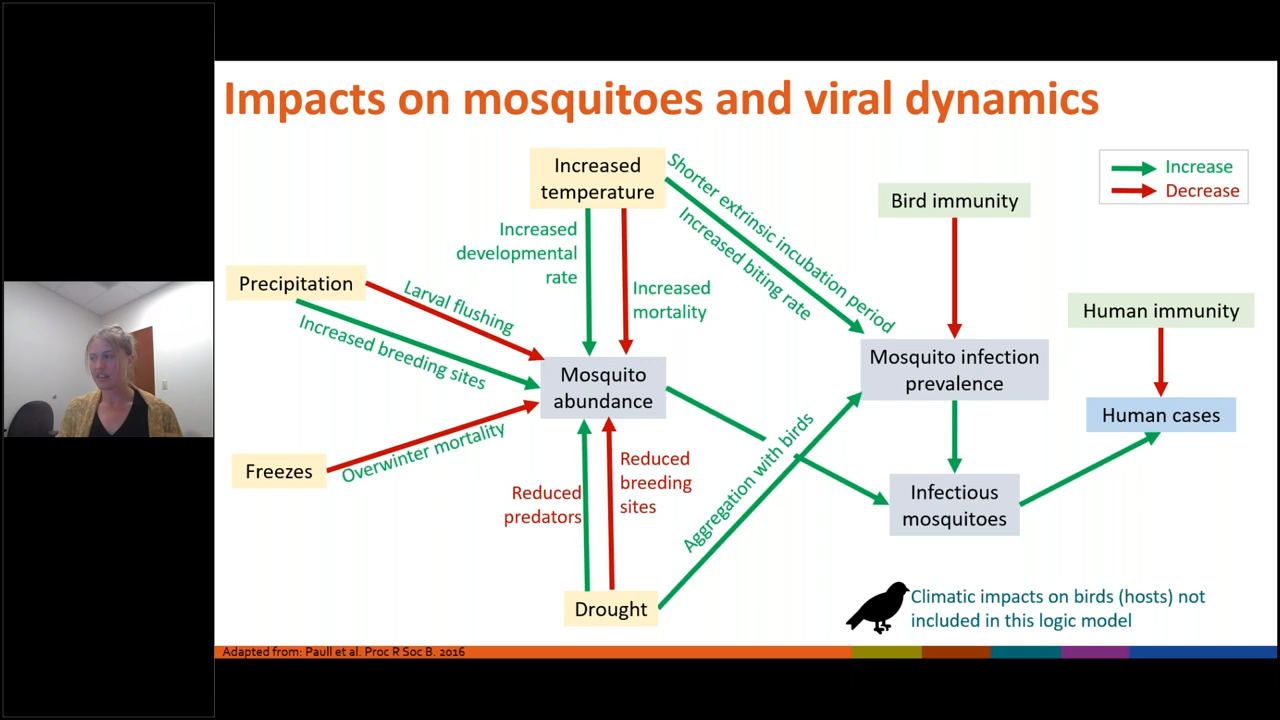 Impacts on mosquitoes and viral dynamics
Increased
temperature
Shorter extrinsic incubation period
Increased biting rate
Bird immunity
Increase
Decrease
Increased
developmental
rate
Increased
mortality
Precipitation
Larval flushing
Increased breeding sites
Human immunity
Mosquito
abundance
Mosquito infection
prevalence
Human cases
Freezes
Overwinter mortality
Reduced
predators
Reduced
breeding
sites
Aggregation with birds
Infectious
mosquitoes
Drought
Climatic impacts on birds (hosts) not
included in this logic model
Adapted from: Paull et al. Proc R Soc B. 2016